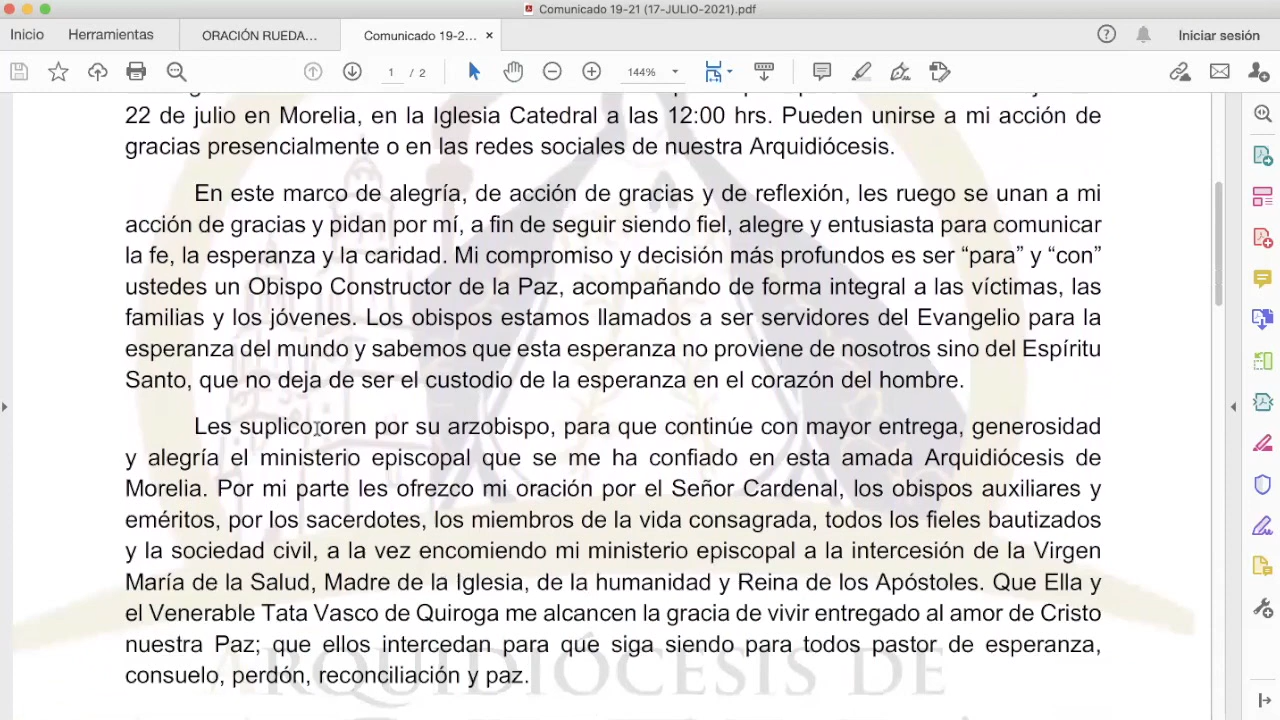 Comunicado 19-21 (17-JULIO-2021).pdf
Inicio Herramientas ORACIÓN RUEDA... Comunicado 19-2... × Iniciar sesión
1 / 2 144%
22 de julio en Morelia, en la Iglesia Catedral a las 12:00 hrs. Pueden unirse a mi acción de
gracias presencialmente o en las redes sociales de nuestra Arquidiócesis.
En este marco de alegría, de acción de gracias y de reflexión, les ruego se unan a mi
acción de gracias y pidan por mí, a fin de seguir siendo fiel, alegre y entusiasta para comunicar
la fe, la esperanza y la caridad. Mi compromiso y decisión más profundos es ser “para” y “con”
ustedes un Obispo Constructor de la Paz, acompañando de forma integral a las víctimas, las
familias y los jóvenes. Los obispos estamos llamados a ser servidores del Evangelio para la
esperanza del mundo y sabemos que esta esperanza no proviene de nosotros sino del Espíritu
Santo, que no deja de ser el custodio de la esperanza en el corazón del hombre.
Les suplico oren por su arzobispo, para que continúe con mayor entrega, generosidad
y alegría el ministerio episcopal que se me ha confiado en esta amada Arquidiócesis de
Morelia. Por mi parte les ofrezco mi oración por el Señor Cardenal, los obispos auxiliares y
eméritos, por los sacerdotes, los miembros de la vida consagrada, todos los fieles bautizados
y la sociedad civil, a la vez encomiendo mi ministerio episcopal a la intercesión de la Virgen
María de la Salud, Madre de la Iglesia, de la humanidad y Reina de los Apóstoles. Que Ella y
el Venerable Tata Vasco de Quiroga me alcancen la gracia de vivir entregado al amor de Cristo
nuestra Paz; que ellos intercedan para que siga siendo para todos pastor de esperanza,
consuelo, perdón, reconciliación y paz.
ARQUIDIÓCESIS DE